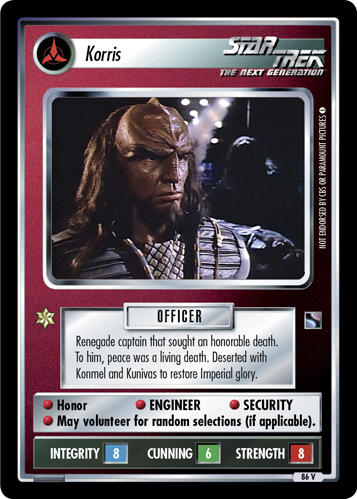 Korris
STAR TREK
THE NEXT GENERATION
NOT ENDORSED BY CBS OR PARAMOUNT PICTURES
OFFICER
Renegade captain that sought an honorable death.
To him, peace was a living death. Deserted with
Konmel and Kunivas to restore Imperial glory.
Honor ENGINEER SECURITY
May volunteer for random selections (if applicable).
INTEGRITY 8 CUNNING 6 STRENGTH 8
86 V